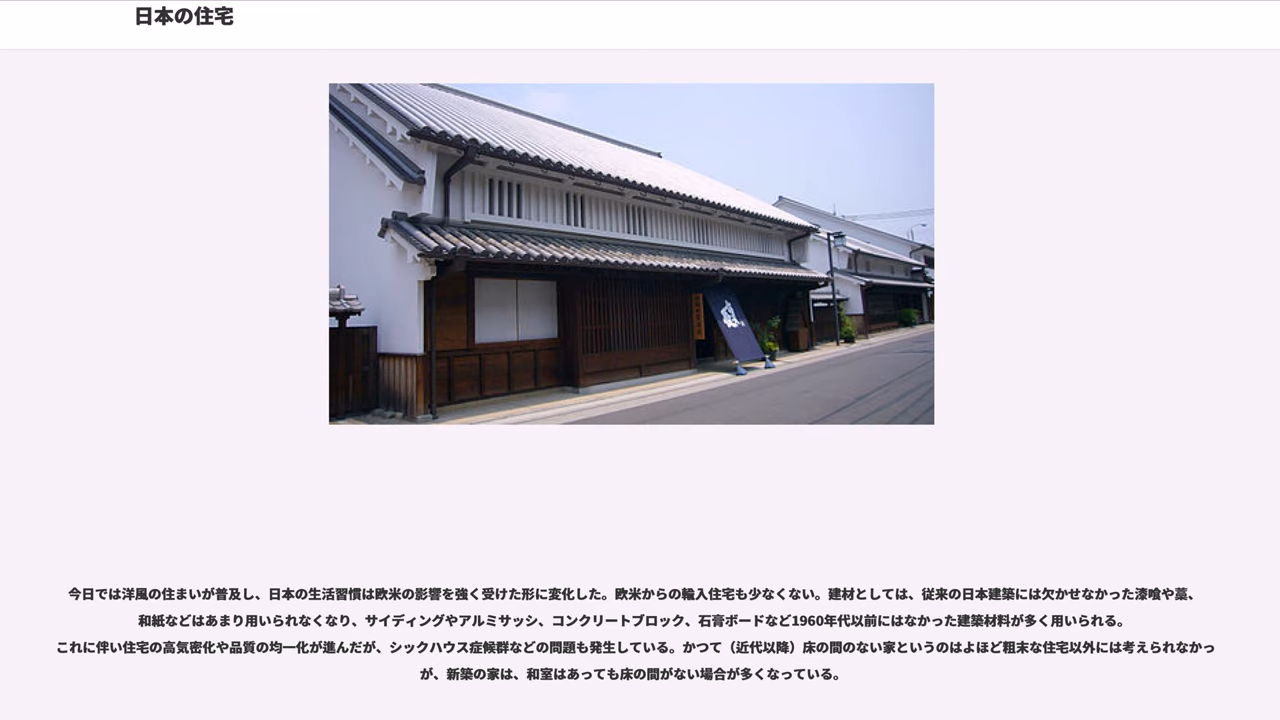 日本の住宅
今日では洋風の住まいが普及し、日本の生活習慣は欧米の影響を強く受けた形に変化した。欧米からの輪入住宅も少なくない。建材としては、従来の日本建築には欠かせなかった漆喰や藁、
和紙などはあまり用いられなくなり、サイディングやアルミサッシ、コンクリートブロック、石膏ボードなど1960年代以前にはなかった建築材料が多く用いられる。
これに伴い住宅の高気密化や品質の均一化が進んだが、シックハウス症候群などの問題も発生している。かつて（近代以降）床の間のない家というのはよほど粗末な住宅以外には考えられなかっ
が、新築の家は、和室はあっても床の間がない場合が多くなっている。